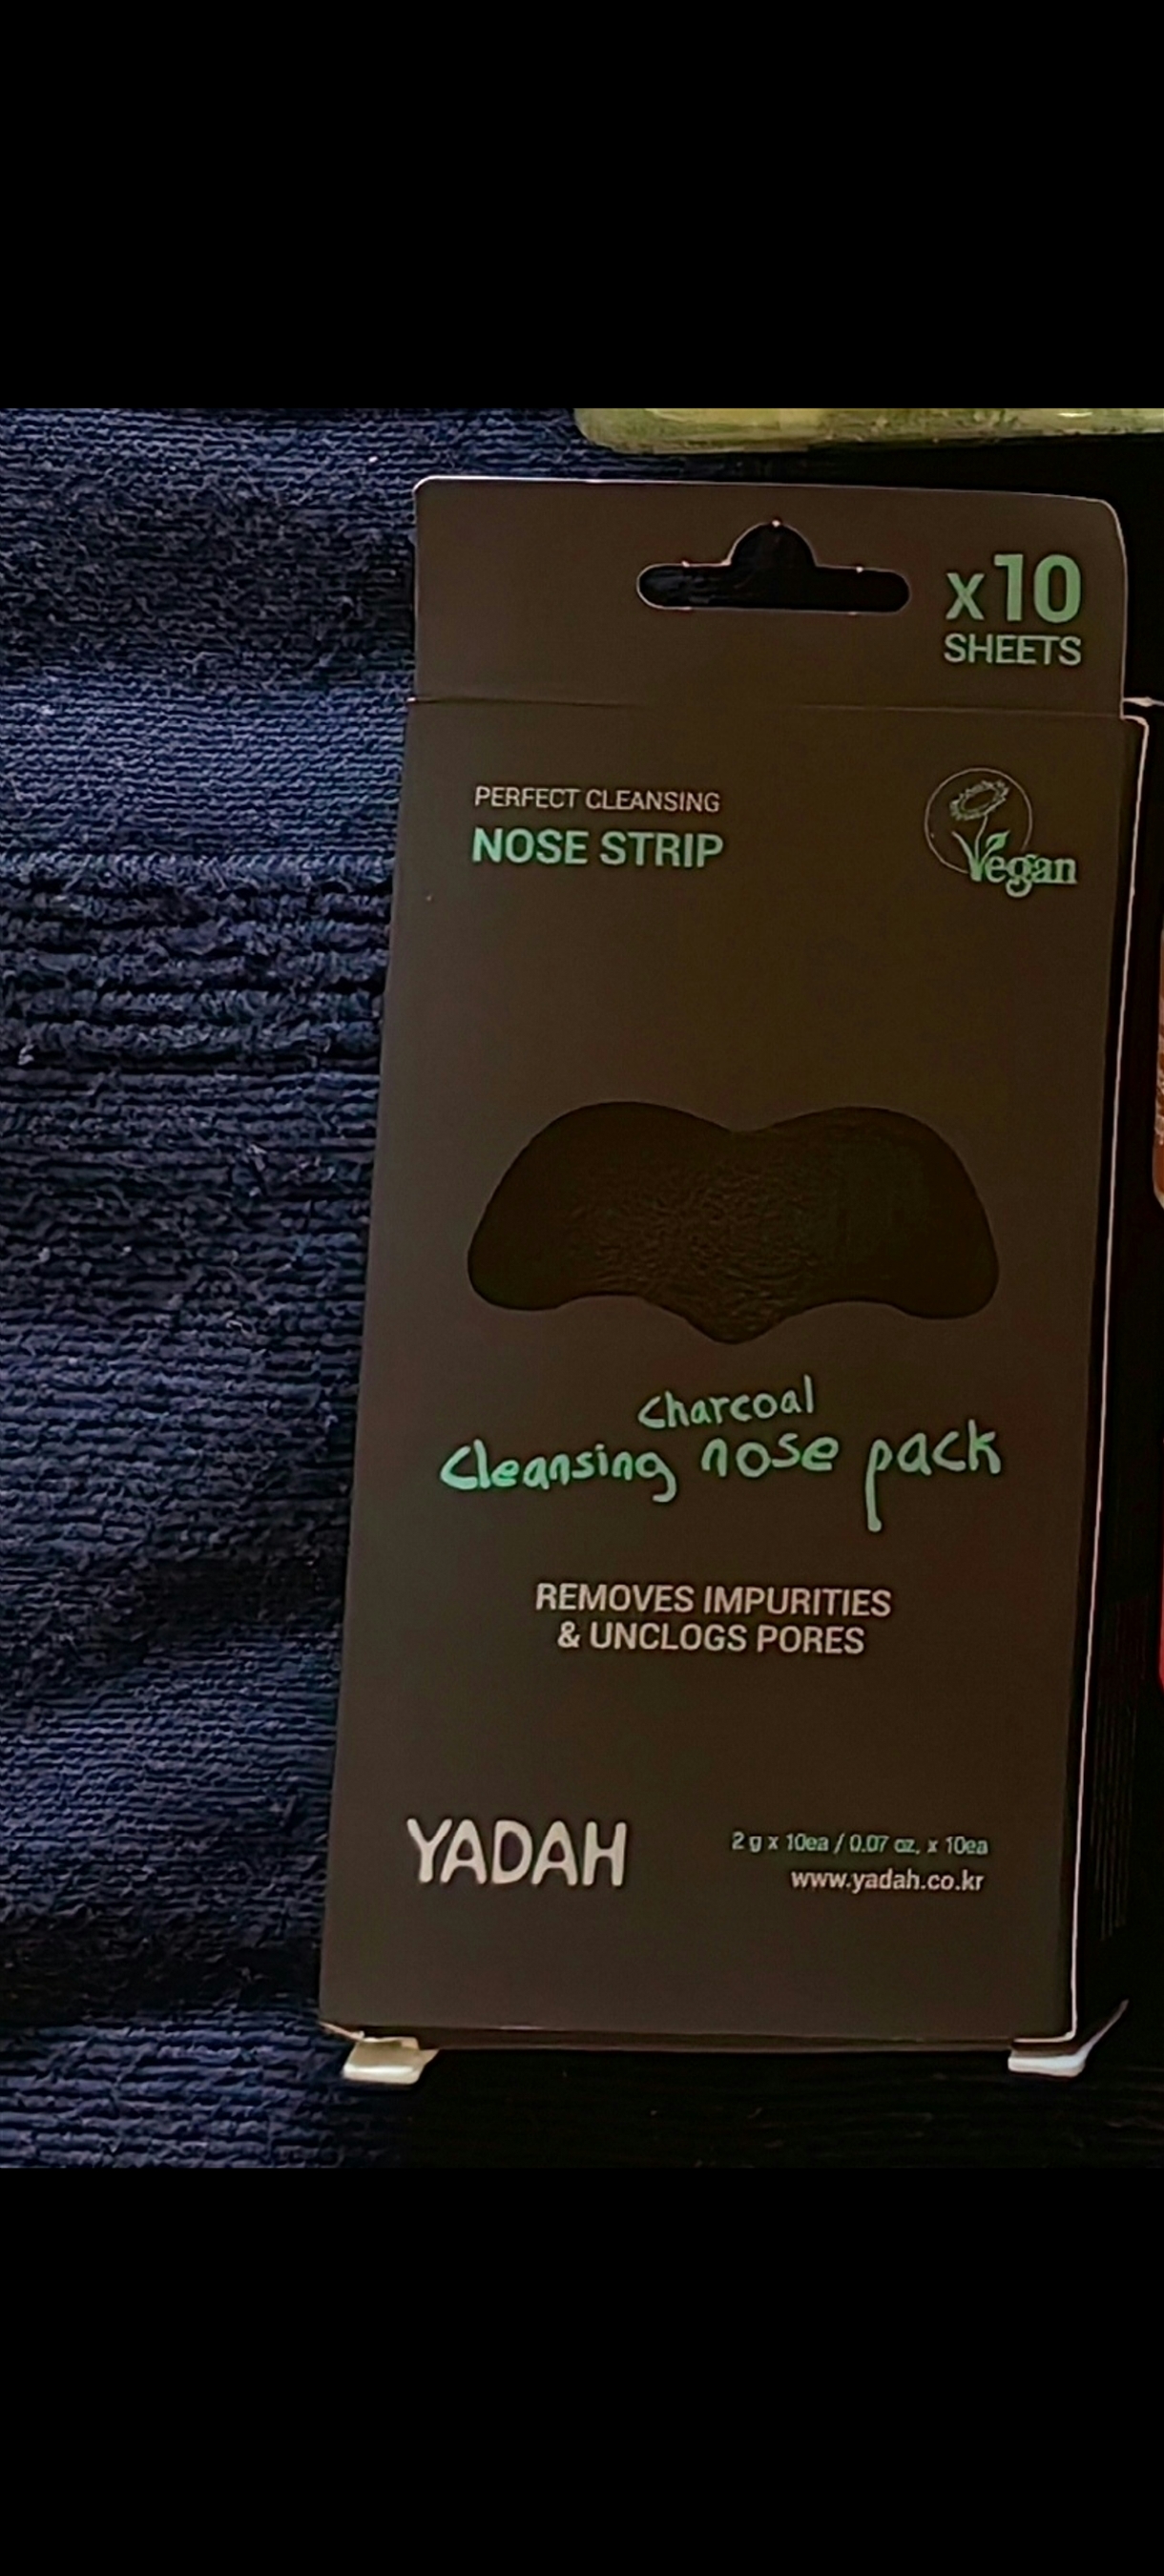 x10
SHEETS
PERFECT CLEANSING
NOSE STRIP
Vegan
charcoal
cleansing nose pack
REMOVES IMPURITIES
& UNCLOGS PORES
YADAH
2 g x 10ea / 0.07 oz. x 10ea
www.yadah.co.kr